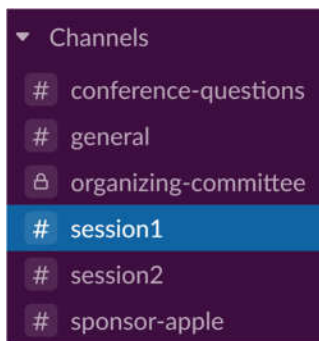 Channels
# conference-questions
# general
organizing-committee
# session1
# session2
# sponsor-apple